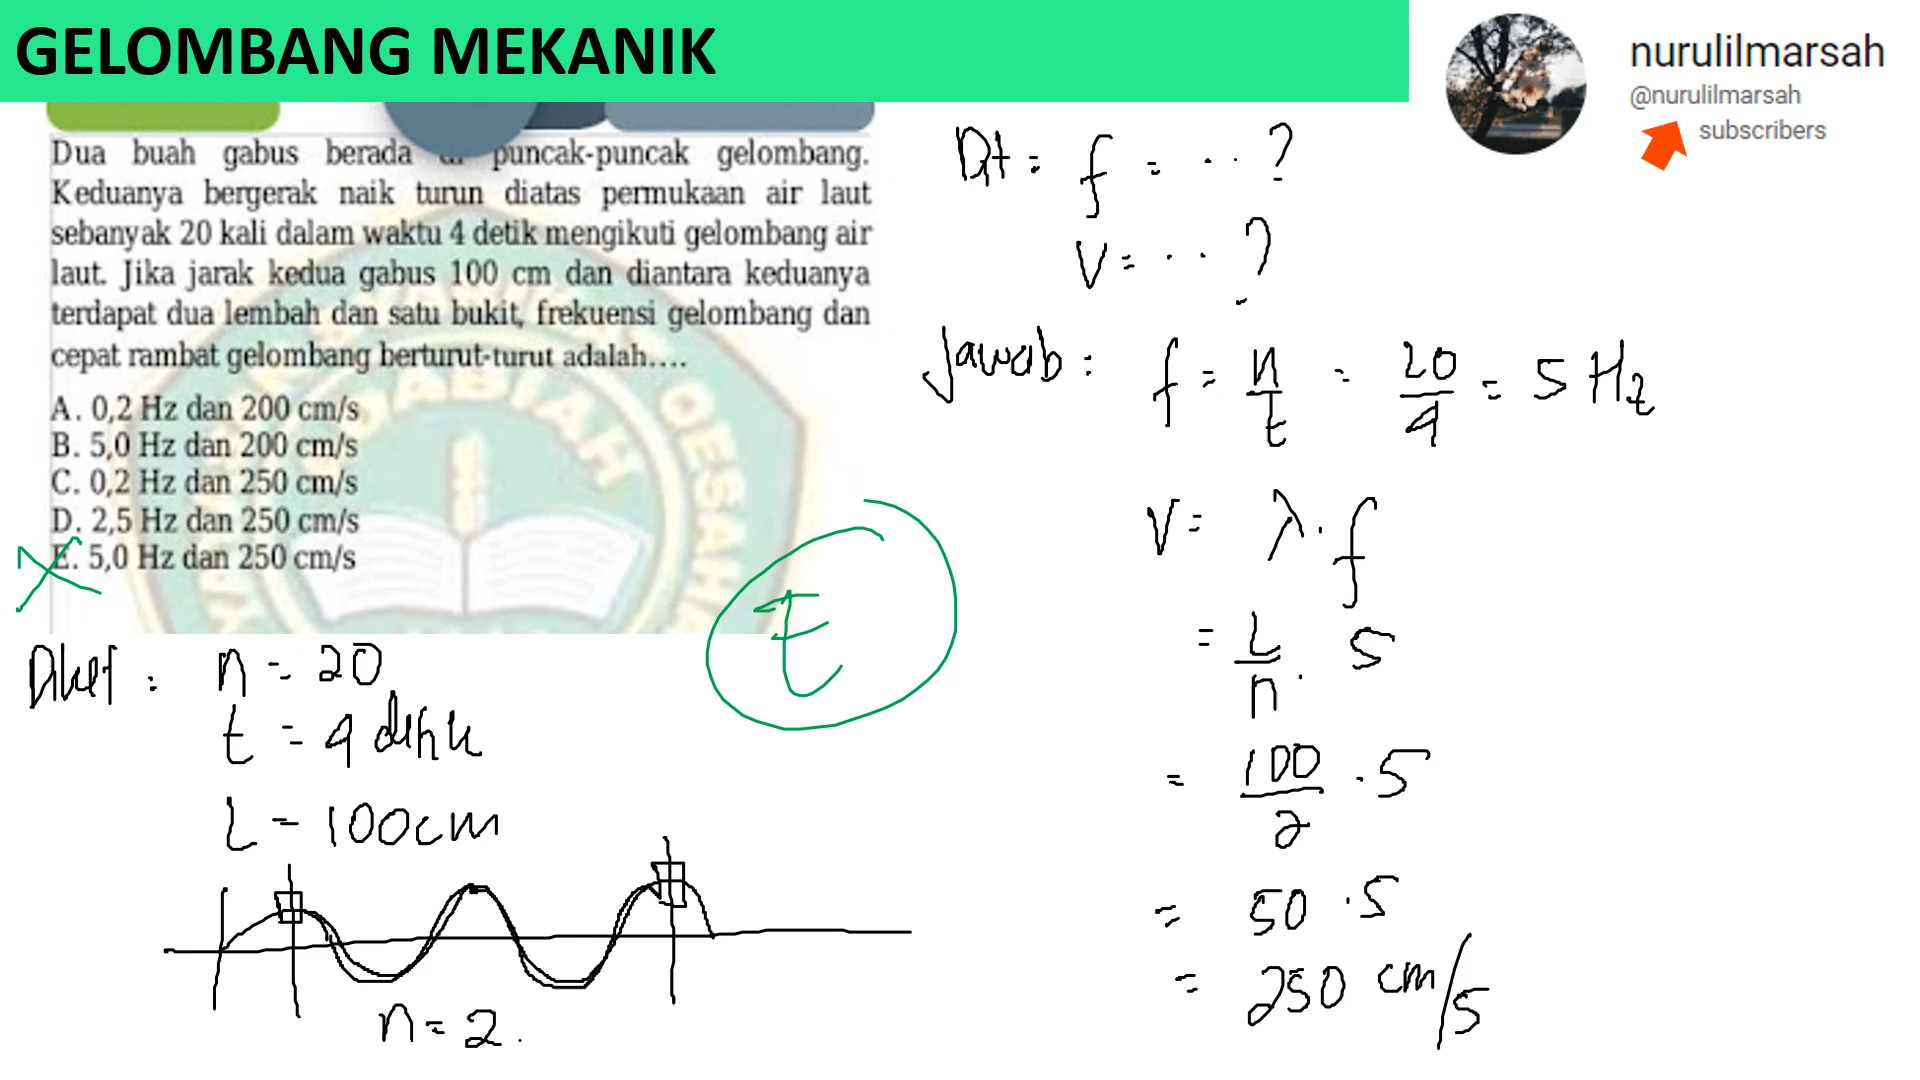 GELOMBANG MEKANIK
nurulilmarsah
@nurulilmarsah
subscribers
Dua buah gabus berada di puncak-puncak gelombang.
Keduanya bergerak naik turun diatas permukaan air laut
sebanyak 20 kali dalam waktu 4 detik mengikuti gelombang air
laut. Jika jarak kedua gabus 100 cm dan diantara keduanya
terdapat dua lembah dan satu bukit, frekuensi gelombang dan
cepat rambat gelombang berturut-turut adalah....
A. 0,2 Hz dan 200 cm/s
B. 5,0 Hz dan 200 cm/s
C. 0,2 Hz dan 250 cm/s
D. 2,5 Hz dan 250 cm/s
E. 5,0 Hz dan 250 cm/s
Diket : n = 20
t = 4 detik
L = 100cm
n = 2.
Dit = f = .. ?
V = .. ?
Jawab : f = n/t = 20/4 = 5 Hz
V = λ . f
= L/n . 5
= 100/2 . 5
= 50 . 5
= 250 cm/s